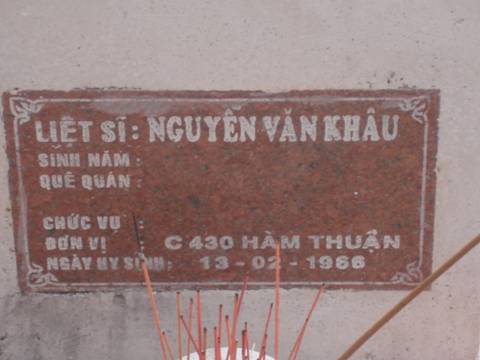 LIỆT SĨ: NGUYỄN VĂN KHÂU
SINH NĂM :
QUÊ QUÁN :
CHỨC VỤ :
ĐƠN VỊ : C 430 HÀM THUẬN
NGÀY HY SINH: 13 - 02 - 1966